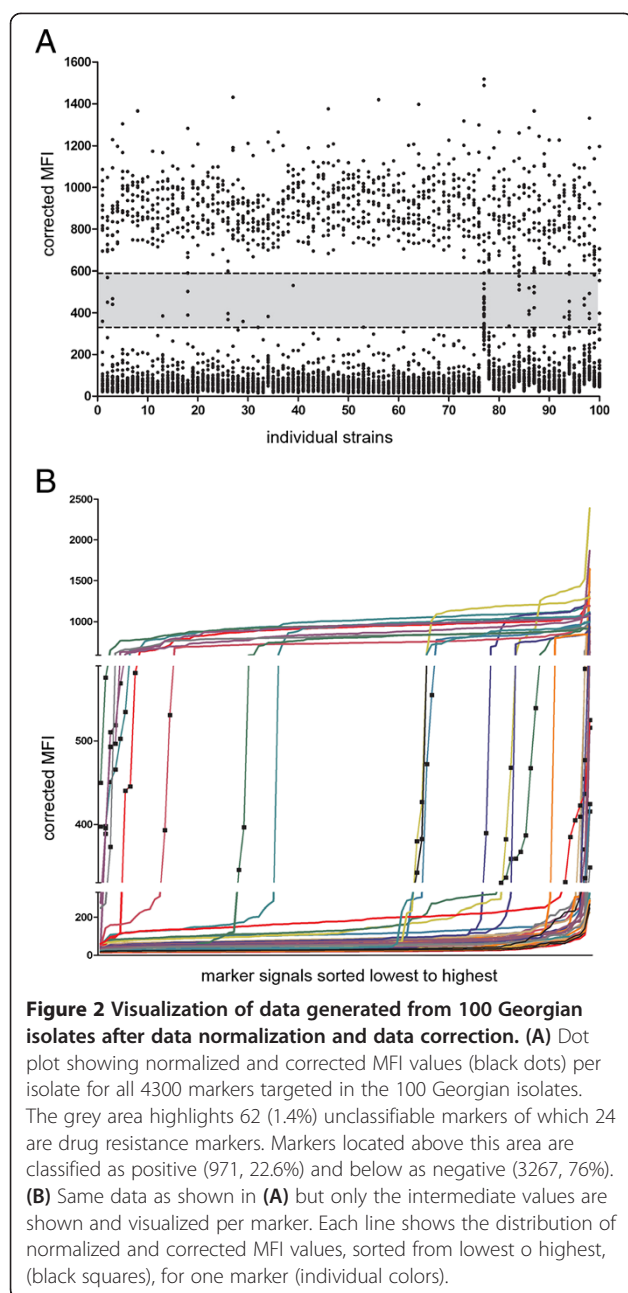 A
1600
1400
1200
1000
800
600
400
200
0
corrected MFI
0 10 20 30 40 50 60 70 80 90 100
individual strains
B
2500
2000
1500
1000
500
400
200
0
corrected MFI
marker signals sorted lowest to highest
Figure 2 Visualization of data generated from 100 Georgian
isolates after data normalization and data correction. (A) Dot
plot showing normalized and corrected MFI values (black dots) per
isolate for all 4300 markers targeted in the 100 Georgian isolates.
The grey area highlights 62 (1.4%) unclassifiable markers of which 24
are drug resistance markers. Markers located above this area are
classified as positive (971, 22.6%) and below as negative (3267, 76%).
(B) Same data as shown in (A) but only the intermediate values are
shown and visualized per marker. Each line shows the distribution of
normalized and corrected MFI values, sorted from lowest o highest,
(black squares), for one marker (individual colors).